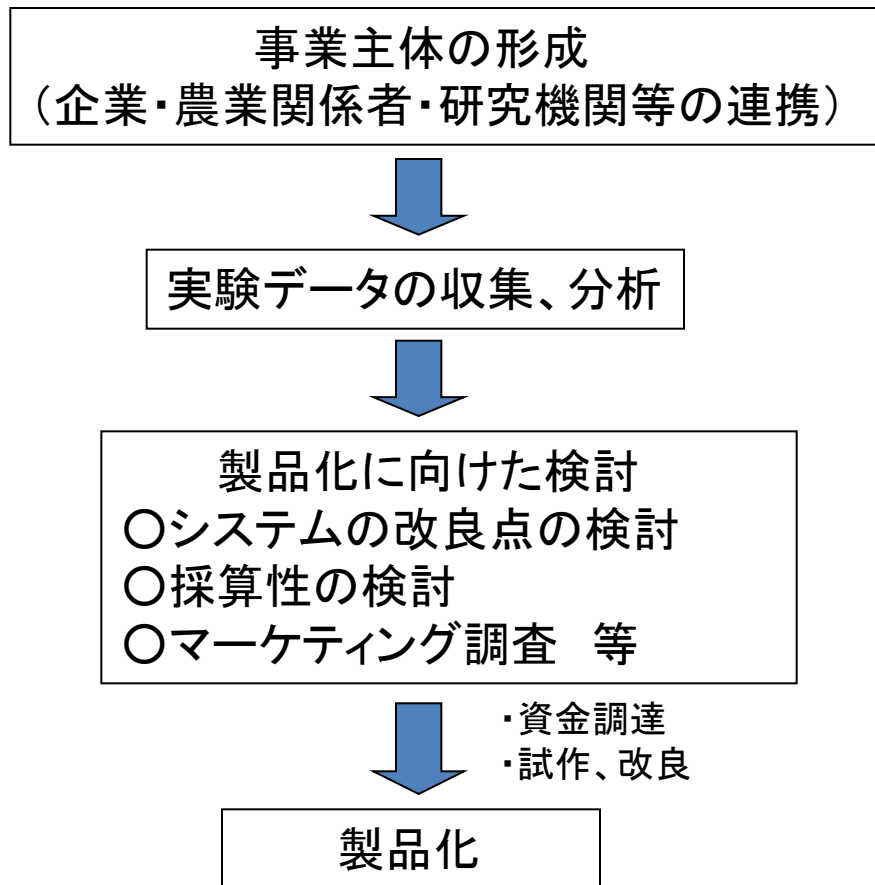 事業主体の形成
（企業・農業関係者・研究機関等の連携）
実験データの収集、分析
製品化に向けた検討
○システムの改良点の検討
○採算性の検討
○マーケティング調査　等
・資金調達
・試作、改良
製品化